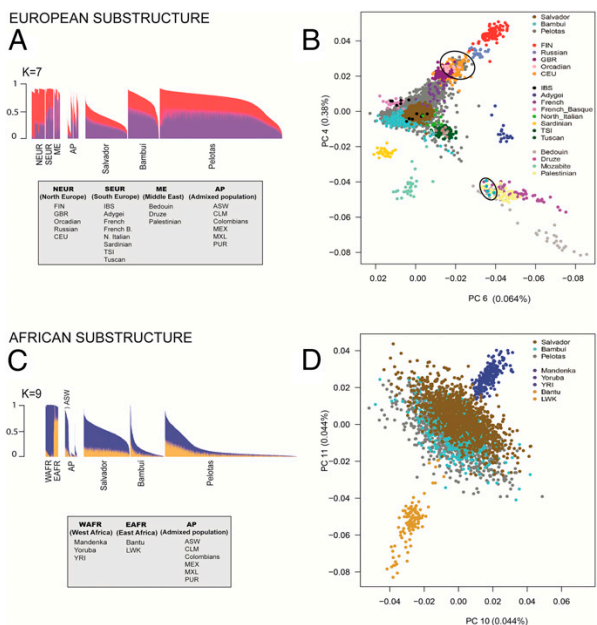 EUROPEAN SUBSTRUCTURE
A
K=7
1
0.5
0
NEUR
SEUR
ME
AP
Salvador
Bambui
Pelotas
NEUR SEUR ME AP
(North Europe) (South Europe) (Middle East) (Admixed population)
FIN IBS Bedouin ASW
GBR Adygei Druze CLM
Orcadian French Palestinian Colombians
Russian French B. MEX
CEU N. Italian MXL
Sardinian PUR
TSI
Tuscan
B
PC 4 (0.38%)
0.04
0.02
0.00
−0.02
−0.04
−0.06
−0.08
0.02 0.00 −0.02 −0.04 −0.06 −0.08
PC 6 (0.064%)
Salvador
Bambui
Pelotas
FIN
Russian
GBR
Orcadian
CEU
IBS
Adygei
French
French_Basque
North_Italian
Sardinian
TSI
Tuscan
Bedouin
Druze
Mozabite
Palestinian
AFRICAN SUBSTRUCTURE
C
K=9
1
0.5
0
WAFR
EAFR
ASW
AP
Salvador
Bambui
Pelotas
WAFR EAFR AP
(West Africa) (East Africa) (Admixed population)
Mandenka Bantu ASW
Yoruba LWK CLM
YRI Colombians
MEX
MXL
PUR
D
PC 11 (0.044%)
0.04
0.02
0.00
−0.02
−0.04
−0.06
−0.08
−0.04 −0.02 0.00 0.02 0.04 0.06 0.08
PC 10 (0.044%)
Salvador
Bambui
Pelotas
Mandenka
Yoruba
YRI
Bantu
LWK